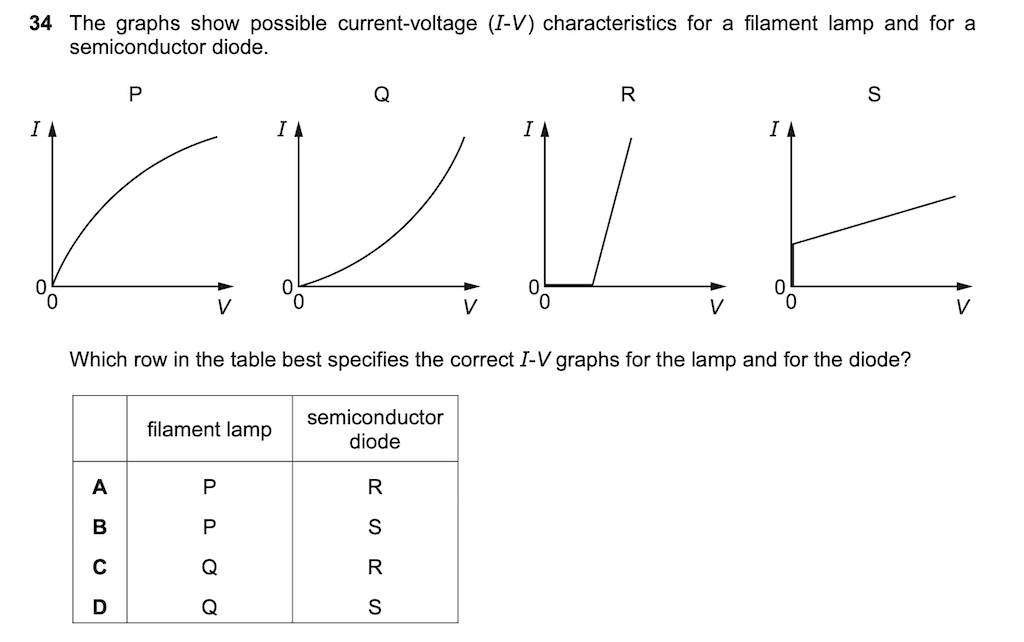 34 The graphs show possible current-voltage (I-V) characteristics for a filament lamp and for a
semiconductor diode.
P Q R S
I I I I
0 0 0 0
0 0 0 0
V V V V
Which row in the table best specifies the correct I-V graphs for the lamp and for the diode?
filament lamp semiconductor
diode
A P R
B P S
C Q R
D Q S